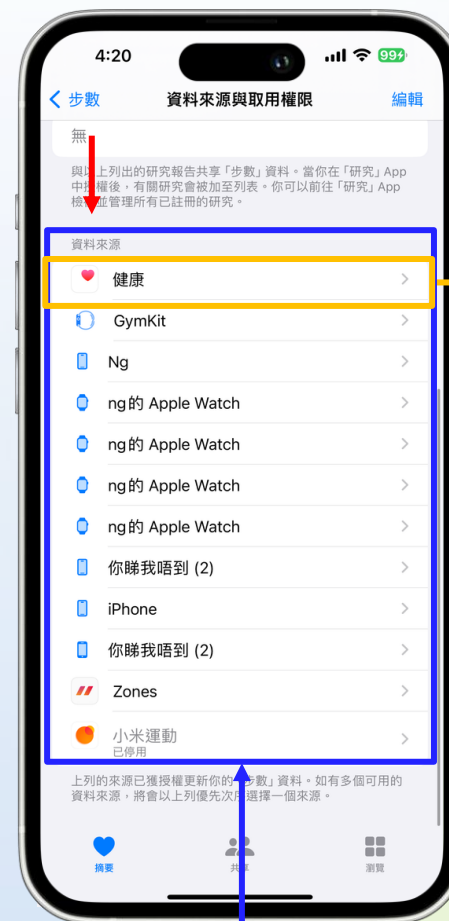 4:20
99+
步數
資料來源與取用權限
編輯
無
與以上列出的研究報告共享「步數」資料。當你在「研究」App
中授權後,有關研究會被加至列表。你可以前往「研究」App
檢視並管理所有已註冊的研究。
資料來源
健康
GymKit
Ng
ng的 Apple Watch
ng的 Apple Watch
ng的 Apple Watch
ng的 Apple Watch
你睇我唔到 (2)
iPhone
你睇我唔到 (2)
Zones
小米運動
已停用
上列的來源已獲授權更新你的「步數」資料。如有多個可用的
資料來源,將會以上列優先次序選擇一個來源。
摘要
共享
瀏覽